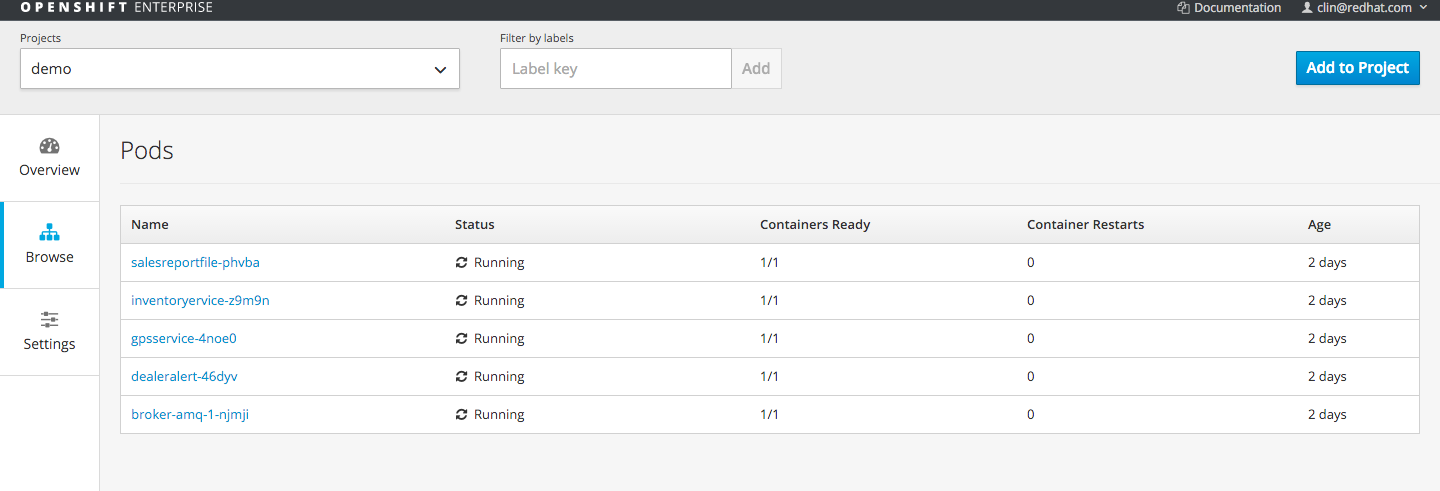 OPENSHIFT ENTERPRISE Documentation clin@redhat.com
Projects Filter by labels
demo Label key Add Add to Project
Overview
Browse
Settings
Pods
Name Status Containers Ready Container Restarts Age
salesreportfile-phvba Running 1/1 0 2 days
inventoryervice-z9m9n Running 1/1 0 2 days
gpsservice-4noe0 Running 1/1 0 2 days
dealeralert-46dyv Running 1/1 0 2 days
broker-amq-1-njmji Running 1/1 0 2 days